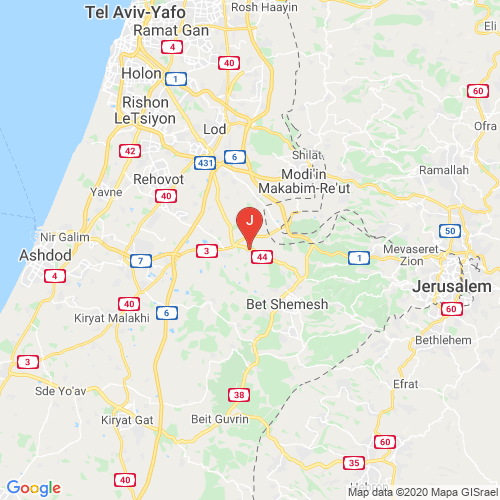 Rosh Haayin
Tel Aviv-Yafo
Ramat Gan
Eli
4
40
Holon
1
60
Rishon
LeTsiyon
Lod
Ofra
42
431
6
Shilat
Modi'in
Makabim-Re'ut
Ramallah
Rehovot
Yavne
40
J
50
Nir Galim
Ashdod
3
44
1
Mevaseret
Zion
7
4
Jerusalem
40
Bet Shemesh
60
Kiryat Malakhi
6
Bethlehem
3
Sde Yo'av
Efrat
38
Kiryat Gat
Beit Guvrin
60
35
40
Google
Map data ©2020 Mapa GISrael